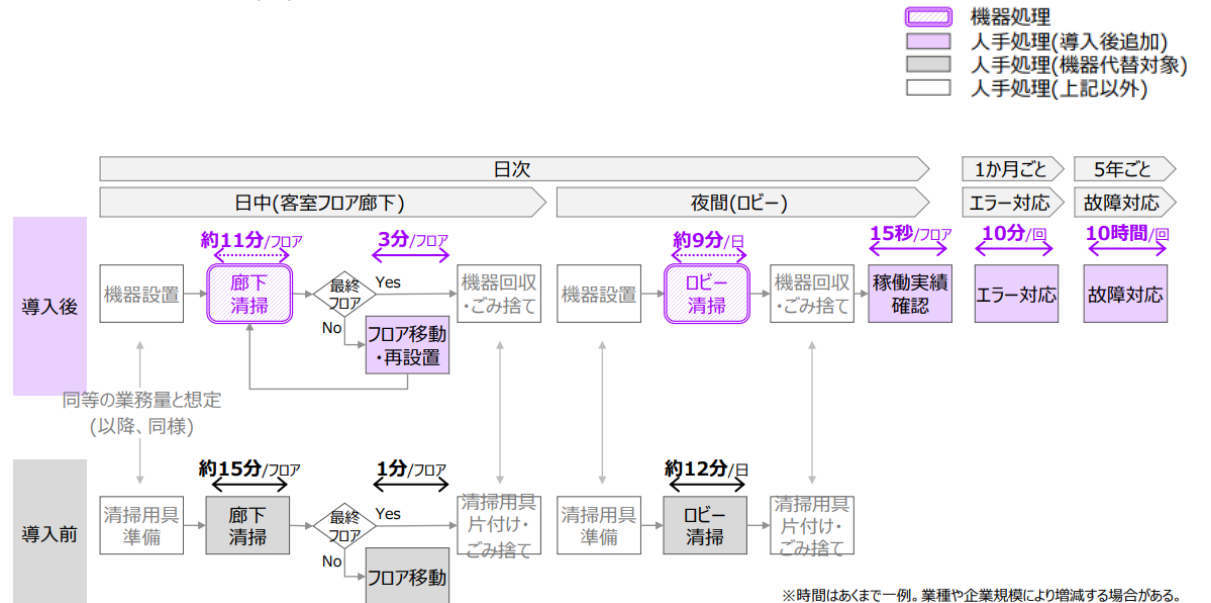 機器処理
人手処理(導入後追加)
人手処理(機器代替対象)
人手処理(上記以外)
日次
1か月ごと
5年ごと
日中(客室フロア廊下)
夜間(ロビー)
エラー対応
故障対応
導入後
約11分/フロア
3分/フロア
約9分/日
15秒/フロア
10分/回
10時間/回
機器設置
廊下
清掃
最終
フロア
Yes
No
フロア移動
・再設置
機器回収
・ごみ捨て
機器設置
ロビー
清掃
機器回収
・ごみ捨て
稼働実績
確認
エラー対応
故障対応
同等の業務量と想定
(以降、同様)
導入前
約15分/フロア
1分/フロア
約12分/日
清掃用具
準備
廊下
清掃
最終
フロア
Yes
No
フロア移動
清掃用具
片付け・
ごみ捨て
清掃用具
準備
ロビー
清掃
清掃用具
片付け・
ごみ捨て
※時間はあくまで一例。業種や企業規模により増減する場合がある。